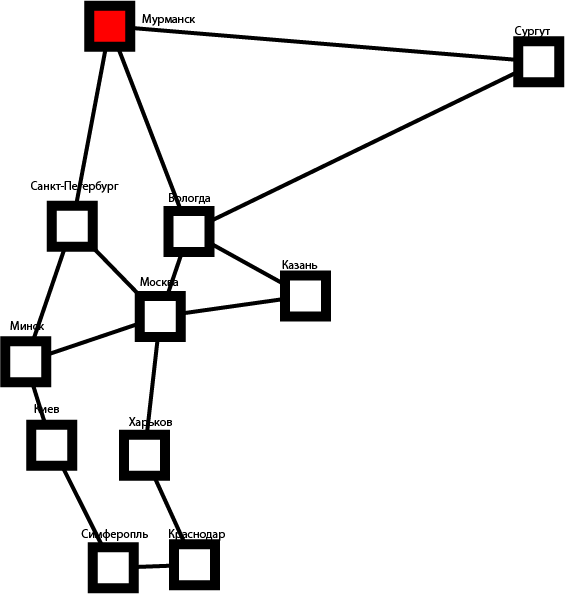 Мурманск
Сургут
Санкт-Петербург
Вологда
Казань
Москва
Минск
Киев
Харьков
Симферопль
Краснодар